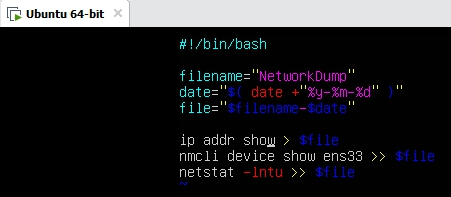 Ubuntu 64-bit
#!/bin/bash
filename="NetworkDump"
date="$( date +"%y-%m-%d" )"
file="$filename-$date"
ip addr show > $file
nmcli device show ens33 >> $file
netstat -lntu >> $file
~